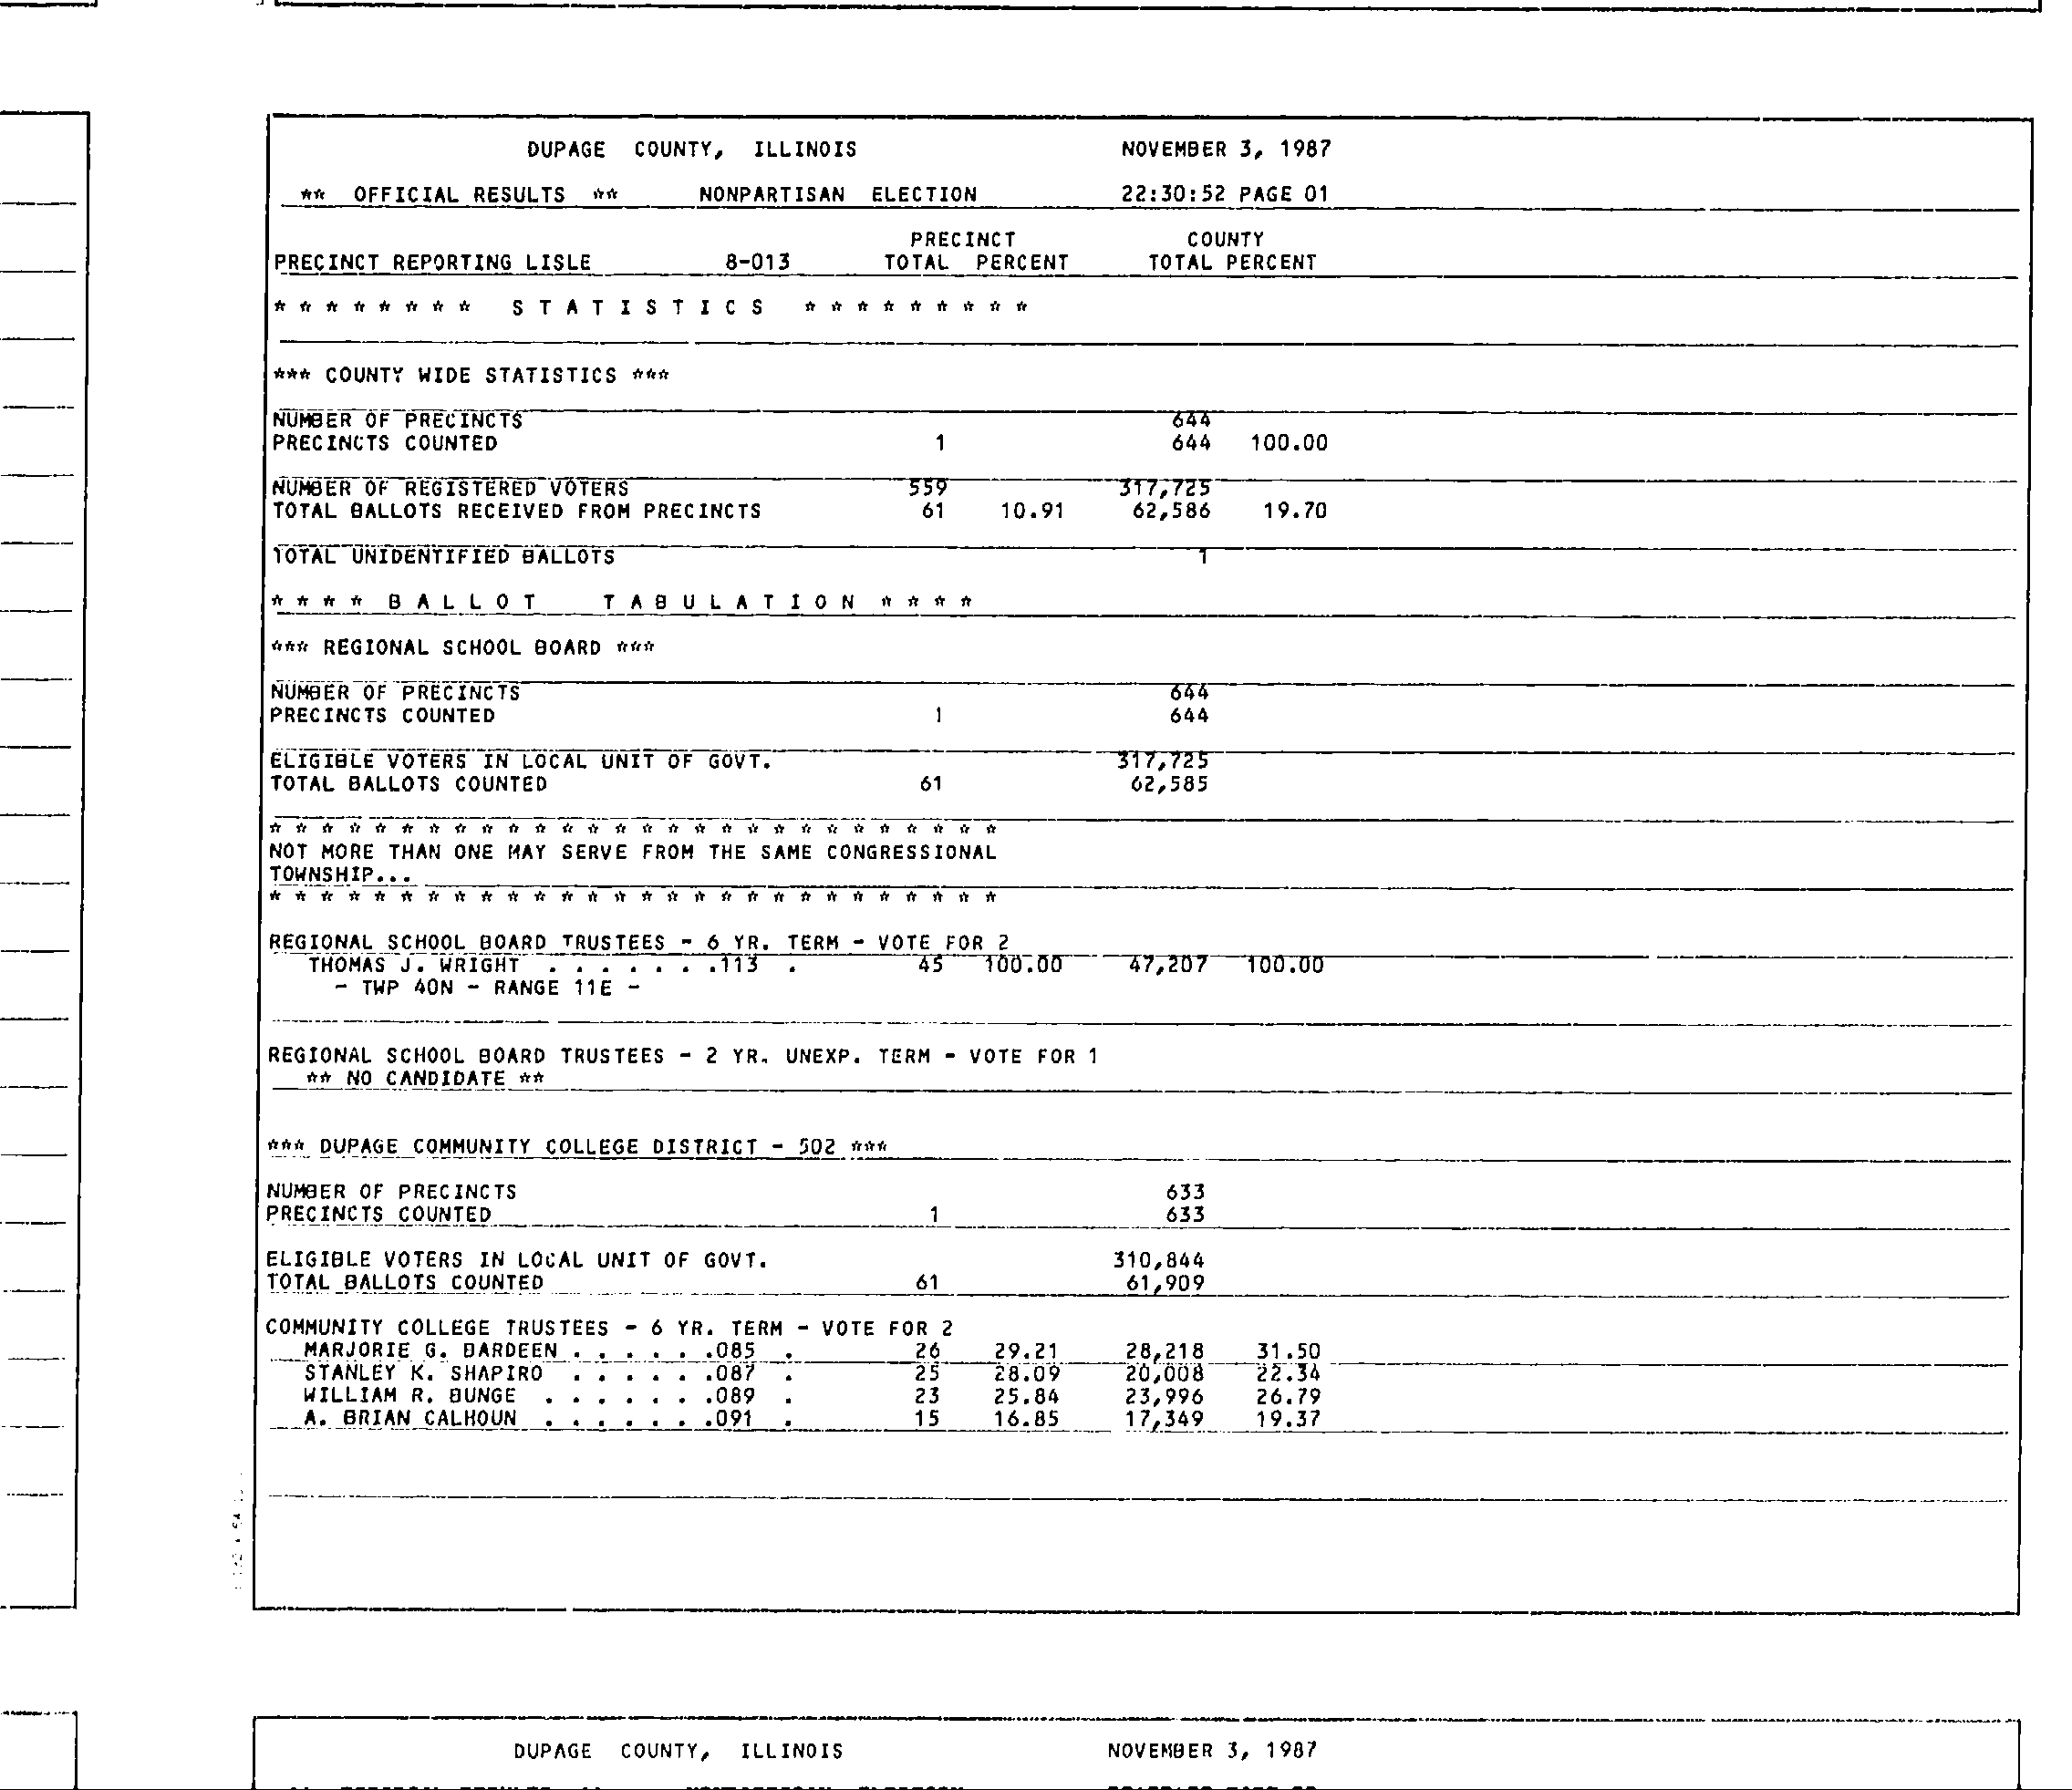 DUPAGE COUNTY, ILLINOIS NOVEMBER 3, 1987
** OFFICIAL RESULTS ** NONPARTISAN ELECTION 22:30:52 PAGE 01
PRECINCT COUNTY
PRECINCT REPORTING LISLE 8-013 TOTAL PERCENT TOTAL PERCENT
* * * * * * * * S T A T I S T I C S * * * * * * * * *
*** COUNTY WIDE STATISTICS ***
NUMBER OF PRECINCTS 644
PRECINCTS COUNTED 1 644 100.00
NUMBER OF REGISTERED VOTERS 559 317,725
TOTAL BALLOTS RECEIVED FROM PRECINCTS 61 10.91 62,586 19.70
TOTAL UNIDENTIFIED BALLOTS 1
* * * * B A L L O T T A B U L A T I O N * * * *
*** REGIONAL SCHOOL BOARD ***
NUMBER OF PRECINCTS 644
PRECINCTS COUNTED 1 644
ELIGIBLE VOTERS IN LOCAL UNIT OF GOVT. 317,725
TOTAL BALLOTS COUNTED 61 62,585
* * * * * * * * * * * * * * * * * * * * * * * * * * * *
NOT MORE THAN ONE MAY SERVE FROM THE SAME CONGRESSIONAL
TOWNSHIP...
* * * * * * * * * * * * * * * * * * * * * * * * * * * *
REGIONAL SCHOOL BOARD TRUSTEES - 6 YR. TERM - VOTE FOR 2
THOMAS J. WRIGHT . . . . . . .113 . 45 100.00 47,207 100.00
- TWP 40N - RANGE 11E -
REGIONAL SCHOOL BOARD TRUSTEES - 2 YR. UNEXP. TERM - VOTE FOR 1
** NO CANDIDATE **
*** DUPAGE COMMUNITY COLLEGE DISTRICT - 502 ***
NUMBER OF PRECINCTS 633
PRECINCTS COUNTED 1 633
ELIGIBLE VOTERS IN LOCAL UNIT OF GOVT. 310,844
TOTAL BALLOTS COUNTED 61 61,909
COMMUNITY COLLEGE TRUSTEES - 6 YR. TERM - VOTE FOR 2
MARJORIE G. BARDEEN . . . . . .085 . 26 29.21 28,218 31.50
STANLEY K. SHAPIRO . . . . . .087 . 25 28.09 20,008 22.34
WILLIAM R. BUNGE . . . . . . .089 . 23 25.84 23,996 26.79
A. BRIAN CALHOUN . . . . . . .091 . 15 16.85 17,349 19.37
DUPAGE COUNTY, ILLINOIS NOVEMBER 3, 1987